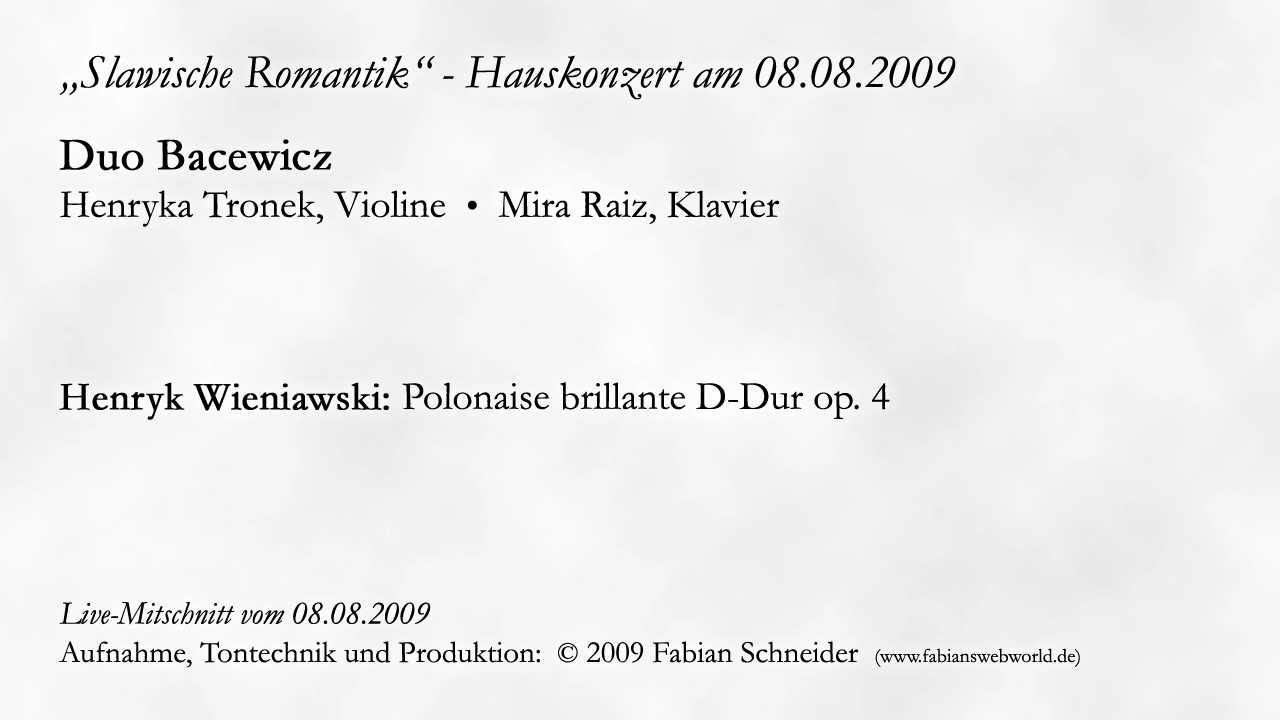 „Slawische Romantik“ - Hauskonzert am 08.08.2009
Duo Bacewicz
Henryka Tronek, Violine • Mira Raiz, Klavier
Henryk Wieniawski: Polonaise brillante D-Dur op. 4
Live-Mitschnitt vom 08.08.2009
Aufnahme, Tontechnik und Produktion: © 2009 Fabian Schneider (www.fabianswebworld.de)